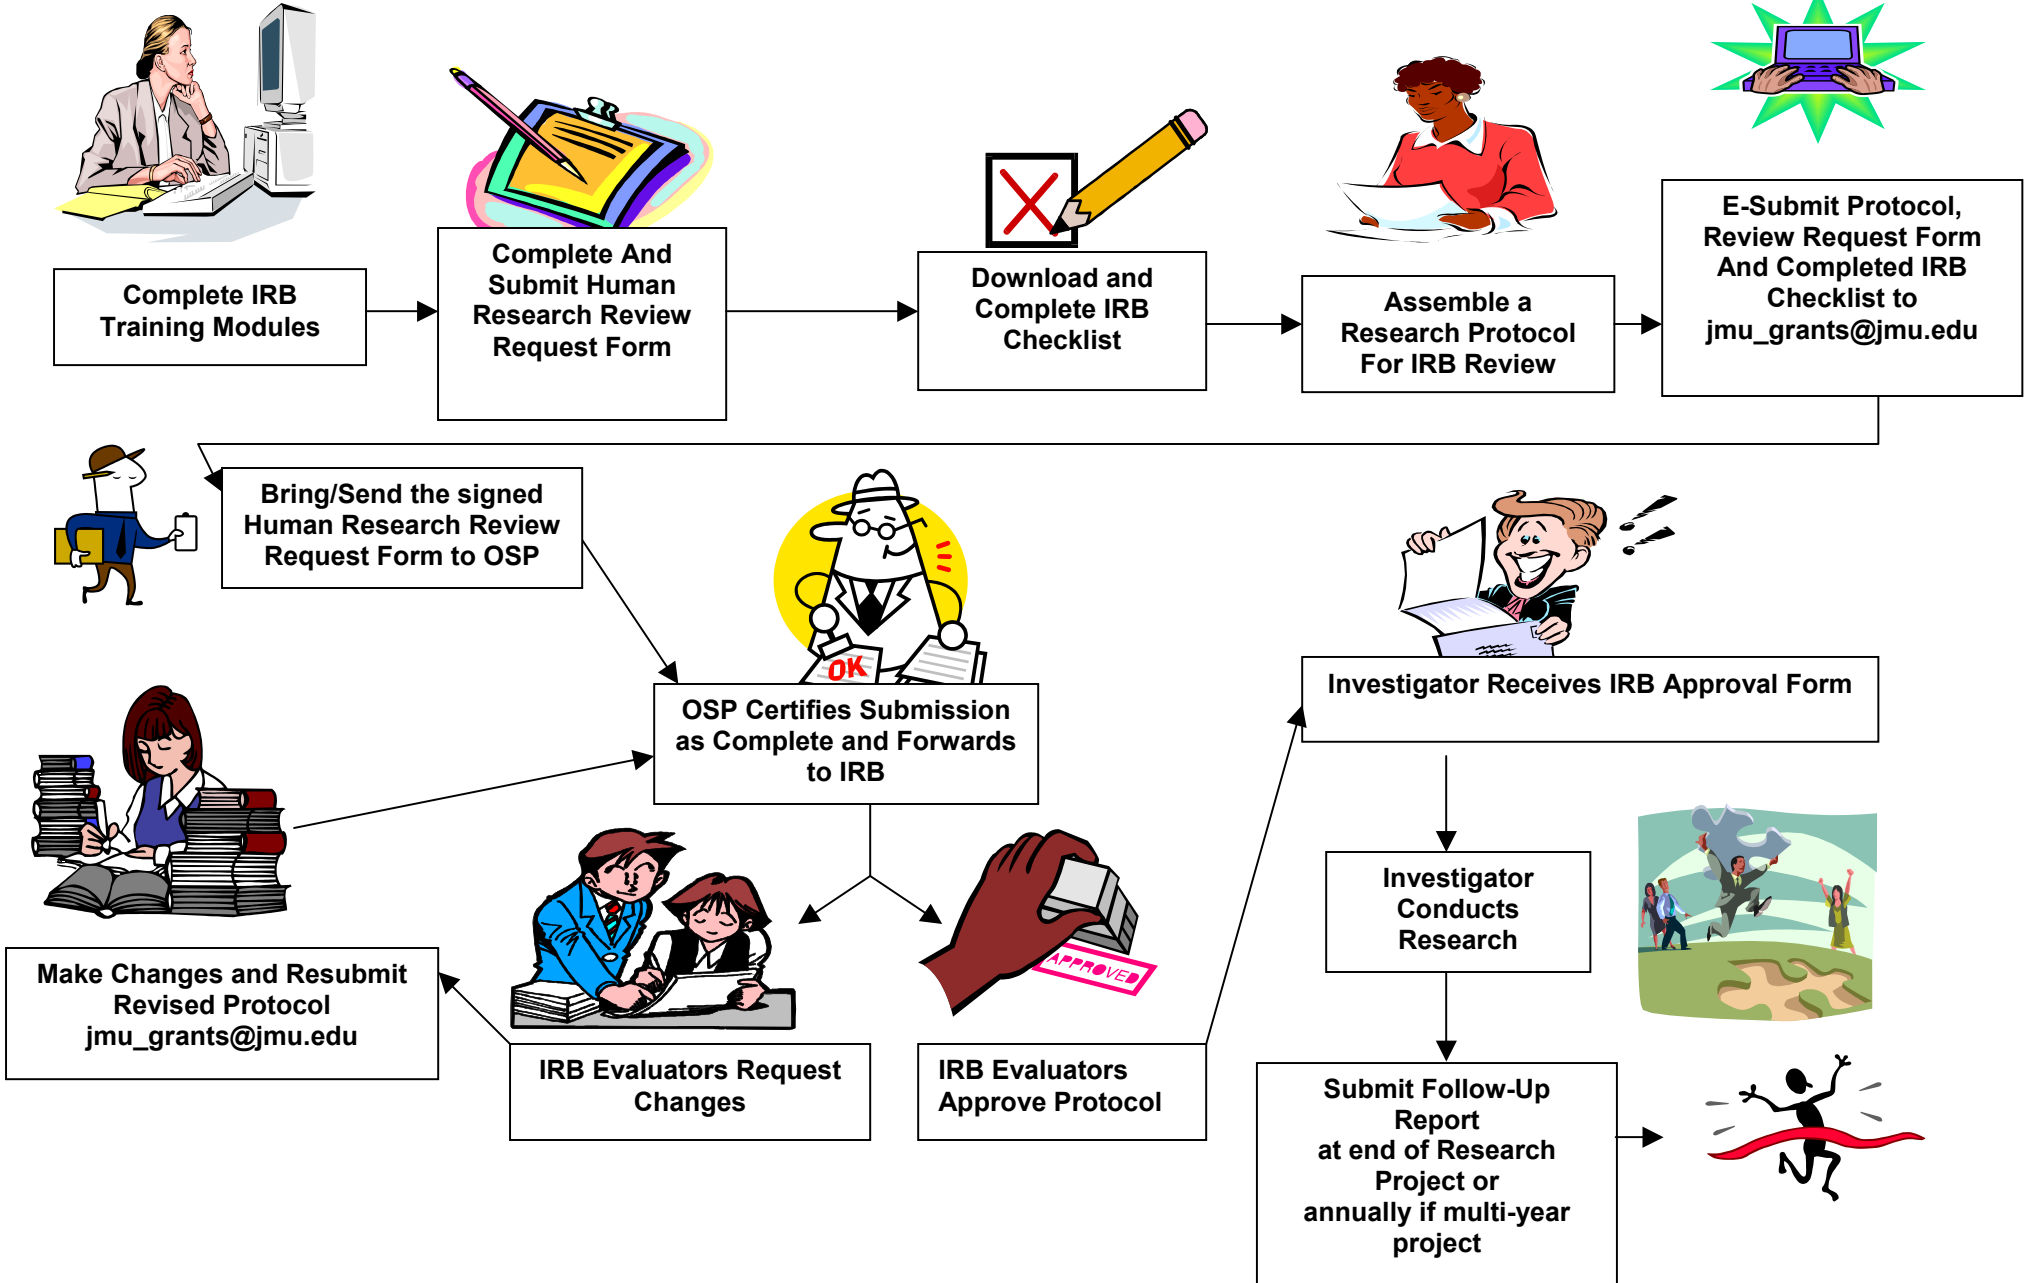 Complete IRB
Training Modules
Complete And
Submit Human
Research Review
Request Form
Download and
Complete IRB
Checklist
Assemble a
Research Protocol
For IRB Review
E-Submit Protocol,
Review Request Form
And Completed IRB
Checklist to
jmu_grants@jmu.edu
Bring/Send the signed
Human Research Review
Request Form to OSP
OK
OSP Certifies Submission
as Complete and Forwards
to IRB
Investigator Receives IRB Approval Form
Investigator
Conducts
Research
APPROVED
Make Changes and Resubmit
Revised Protocol
jmu_grants@jmu.edu
IRB Evaluators Request
Changes
IRB Evaluators
Approve Protocol
Submit Follow-Up
Report
at end of Research
Project or
annually if multi-year
project